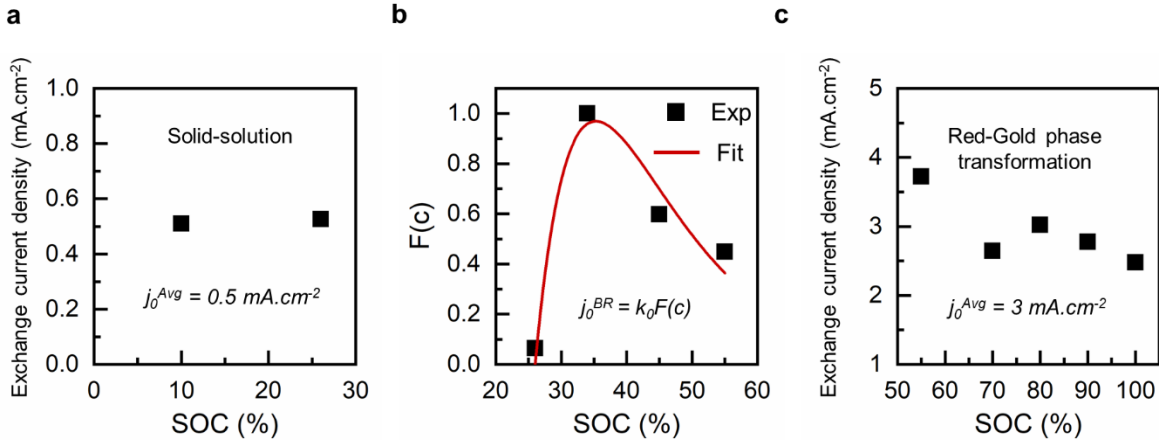 a
Exchange current density (mA.cm⁻²)
1.0
0.8
0.6
0.4
0.2
0.0
Solid-solution
j₀ᴬᵛᵍ = 0.5 mA.cm⁻²
0 10 20 30
SOC (%)
b
F(c)
1.0
0.8
0.6
0.4
0.2
0.0
Exp
Fit
j₀ᴮᴿ = k₀F(c)
20 30 40 50 60
SOC (%)
c
Exchange current density (mA.cm⁻²)
5
4
3
2
1
Red-Gold phase
transformation
j₀ᴬᵛᵍ = 3 mA.cm⁻²
50 60 70 80 90 100
SOC (%)